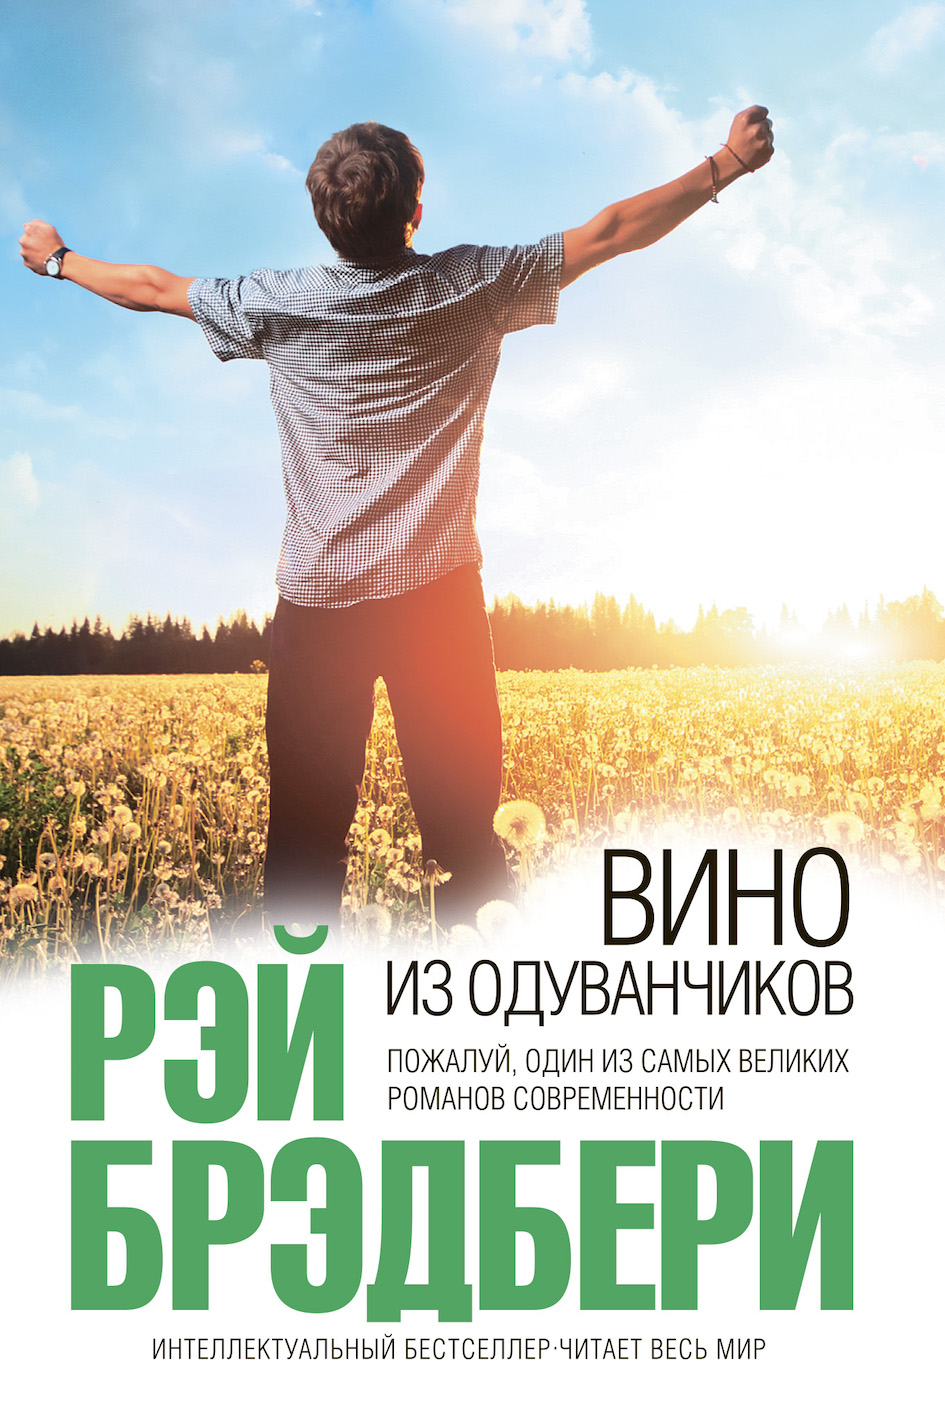 ВИНО
ИЗ ОДУВАНЧИКОВ
ПОЖАЛУЙ, ОДИН ИЗ САМЫХ ВЕЛИКИХ
РОМАНОВ СОВРЕМЕННОСТИ
РЭЙ
БРЭДБЕРИ
ИНТЕЛЛЕКТУАЛЬНЫЙ БЕСТСЕЛЛЕР·ЧИТАЕТ ВЕСЬ МИР